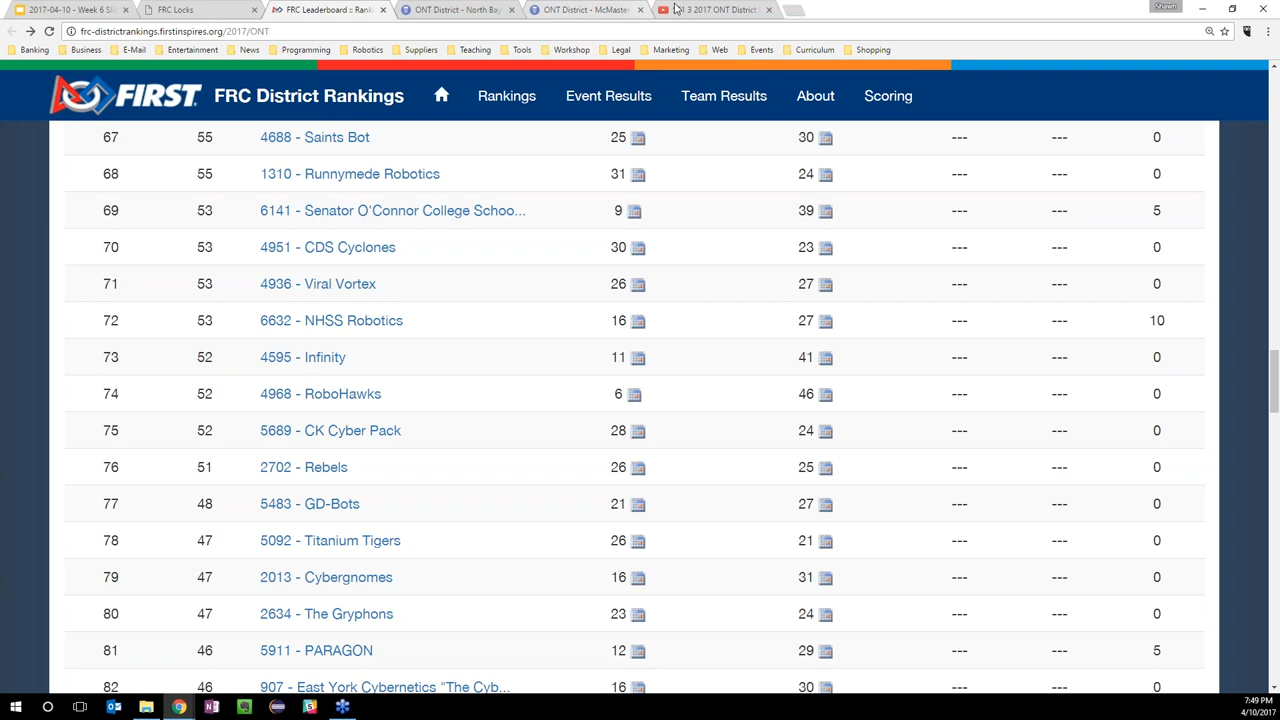 2017-04-10 - Week 6 Sli
FRC Locks
FRC Leaderboard :: Rank
ONT District - North Bay
ONT District - McMaster
3 2017 ONT District
Shawn
frc-districtrankings.firstinspires.org/2017/ONT
Banking Business E-Mail Entertainment News Programming Robotics Suppliers Teaching Tools Workshop Legal Marketing Web Events Curriculum Shopping
FIRST FRC District Rankings Rankings Event Results Team Results About Scoring
67 55 4688 - Saints Bot 25 30 --- --- 0
68 55 1310 - Runnymede Robotics 31 24 --- --- 0
69 53 6141 - Senator O'Connor College Schoo... 9 39 --- --- 5
70 53 4951 - CDS Cyclones 30 23 --- --- 0
71 53 4936 - Viral Vortex 26 27 --- --- 0
72 53 6632 - NHSS Robotics 16 27 --- --- 10
73 52 4595 - Infinity 11 41 --- --- 0
74 52 4968 - RoboHawks 6 46 --- --- 0
75 52 5689 - CK Cyber Pack 28 24 --- --- 0
76 51 2702 - Rebels 26 25 --- --- 0
77 48 5483 - GD-Bots 21 27 --- --- 0
78 47 5092 - Titanium Tigers 26 21 --- --- 0
79 47 2013 - Cybergnomes 16 31 --- --- 0
80 47 2634 - The Gryphons 23 24 --- --- 0
81 46 5911 - PARAGON 12 29 --- --- 5
82 46 907 - East York Cybernetics "The Cyb... 16 30 --- --- 0
7:49 PM
4/10/2017